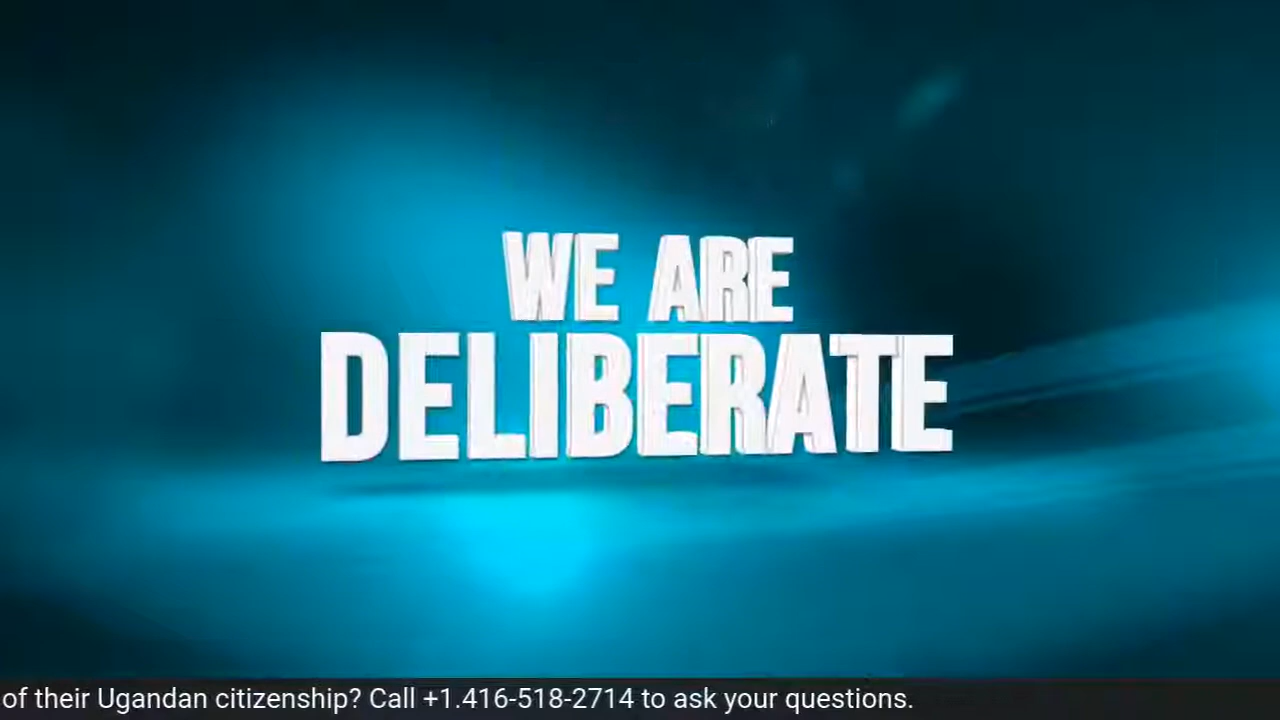 WE ARE
DELIBERATE
of their Ugandan citizenship? Call +1.416-518-2714 to ask your questions.